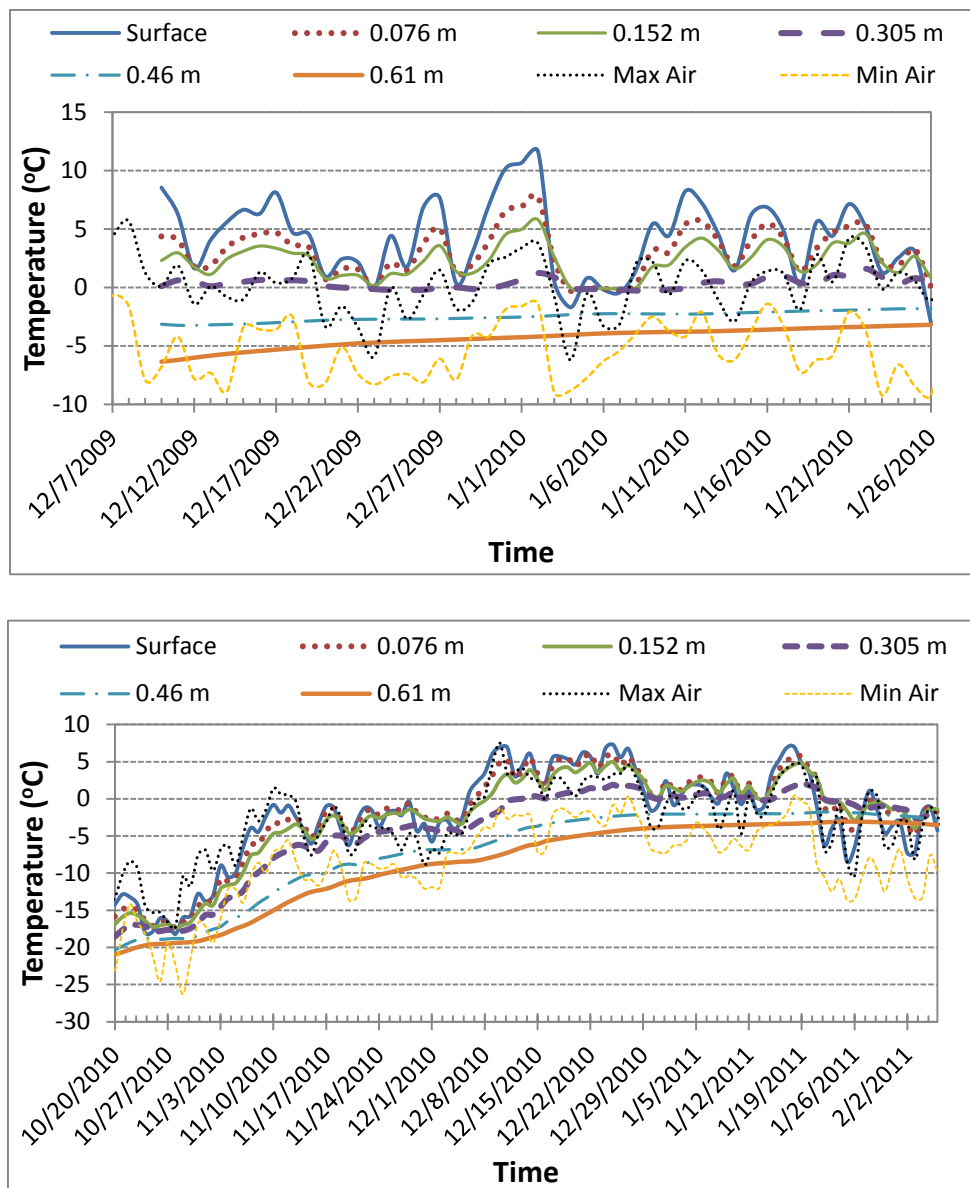 Surface 0.076 m 0.152 m 0.305 m
0.46 m 0.61 m Max Air Min Air
15
10
5
0
-5
-10
Temperature (ºC)
12/7/2009 12/12/2009 12/17/2009 12/22/2009 12/27/2009 1/1/2010 1/6/2010 1/11/2010 1/16/2010 1/21/2010 1/26/2010
Time
Surface 0.076 m 0.152 m 0.305 m
0.46 m 0.61 m Max Air Min Air
10
5
0
-5
-10
-15
-20
-25
-30
Temperature (ºC)
10/20/2010 10/27/2010 11/3/2010 11/10/2010 11/17/2010 11/24/2010 12/1/2010 12/8/2010 12/15/2010 12/22/2010 12/29/2010 1/5/2011 1/12/2011 1/19/2011 1/26/2011 2/2/2011
Time